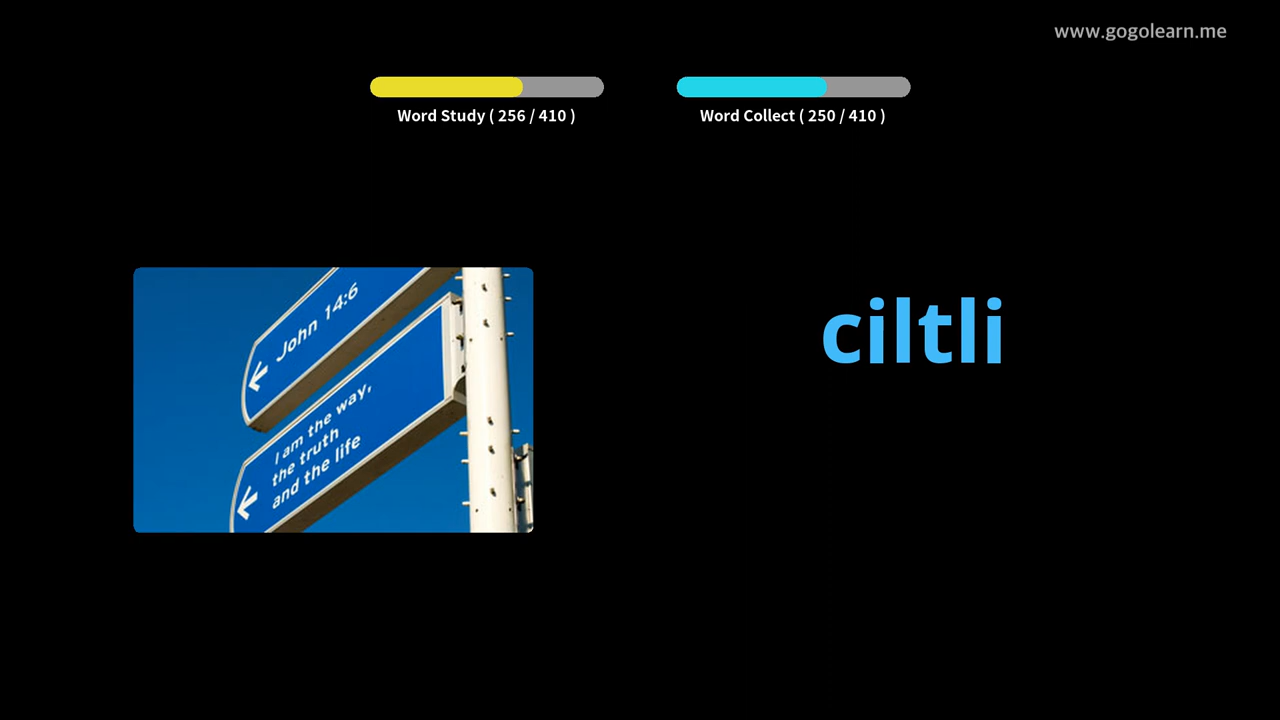 www.gogolearn.me
Word Study ( 256 / 410 )
Word Collect ( 250 / 410 )
John 14:6
I am the way,
the truth
and the life
ciltli